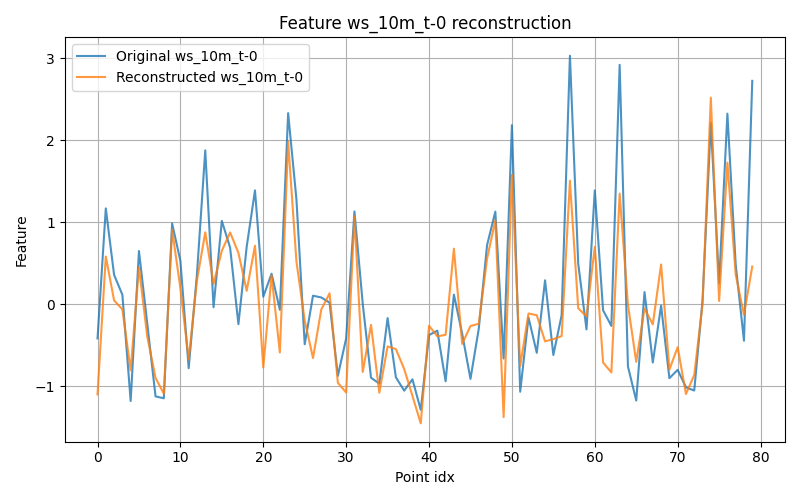 Feature ws_10m_t-0 reconstruction
Original ws_10m_t-0
Reconstructed ws_10m_t-0
Feature
3
2
1
0
−1
0 10 20 30 40 50 60 70 80
Point idx